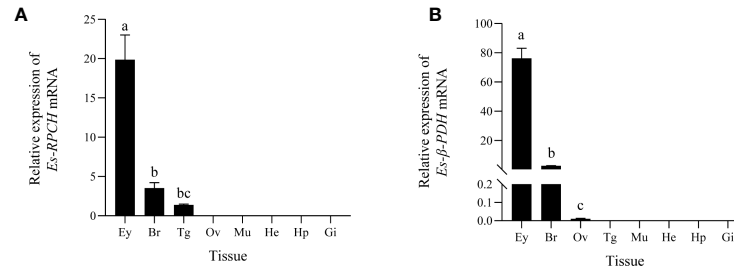 A
Relative expression of
Es-RPCH mRNA
25
20
15
10
5
0
a
b
bc
Ey Br Tg Ov Mu He Hp Gi
Tissue
B
Relative expression of
Es-β-PDH mRNA
100
80
60
40
20
0.2
0.1
0.0
a
b
c
Ey Br Ov Tg Mu He Hp Gi
Tissue